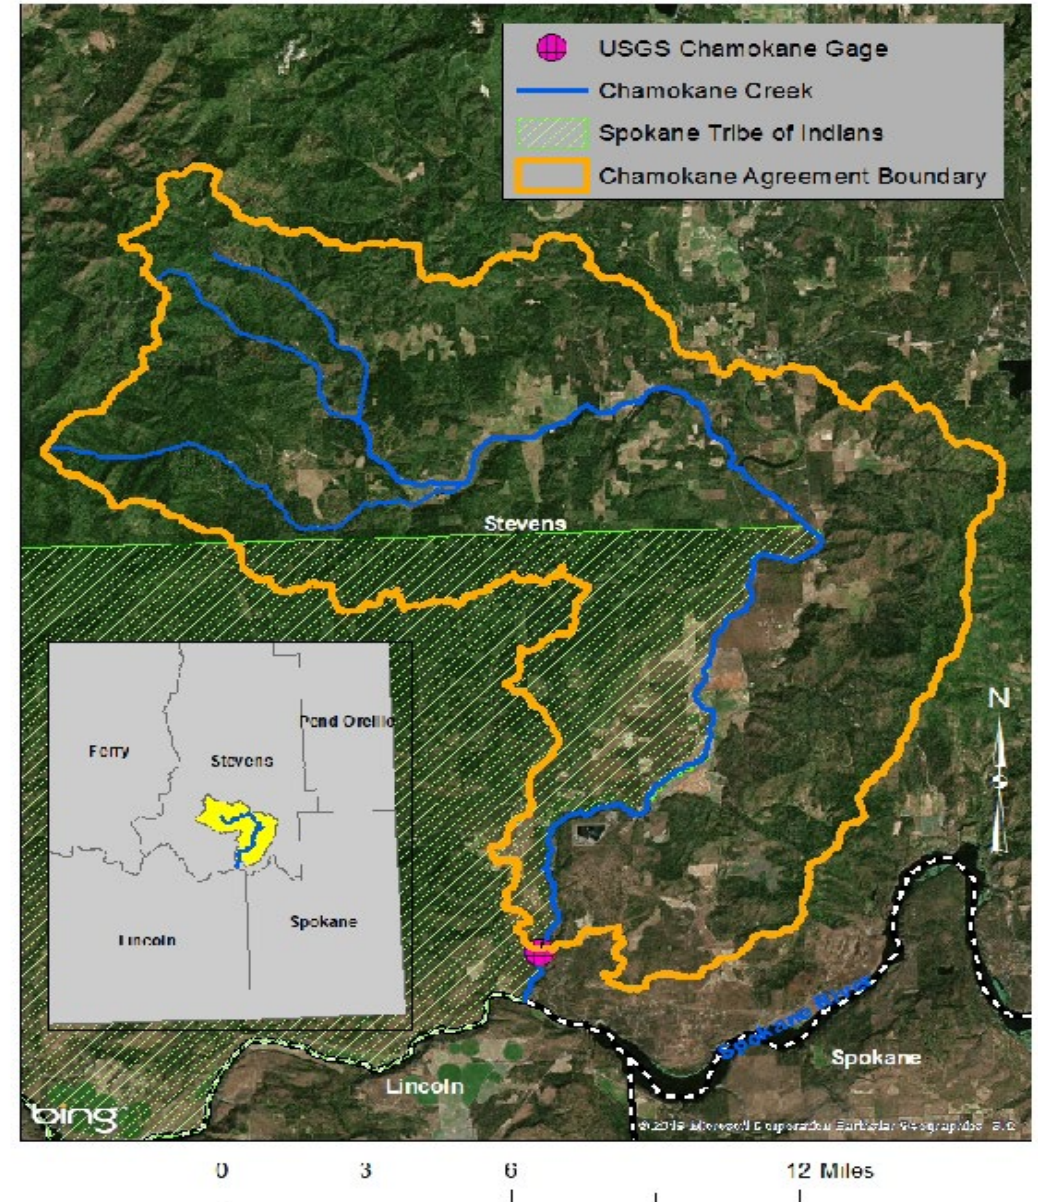 USGS Chamokane Gage
Chamokane Creek
Spokane Tribe of Indians
Chamokane Agreement Boundary
Stevens
N
Pend Oreille
Ferry
Stevens
Lincoln
Spokane
Spokane River
Spokane
Lincoln
bing
0 3 6 12 Miles